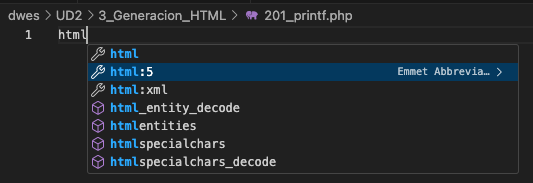 dwes > UD2 > 3_Generacion_HTML > 201_printf.php
1 html
html
html:5 Emmet Abbrevia... >
html:xml
html_entity_decode
htmlentities
htmlspecialchars
htmlspecialchars_decode